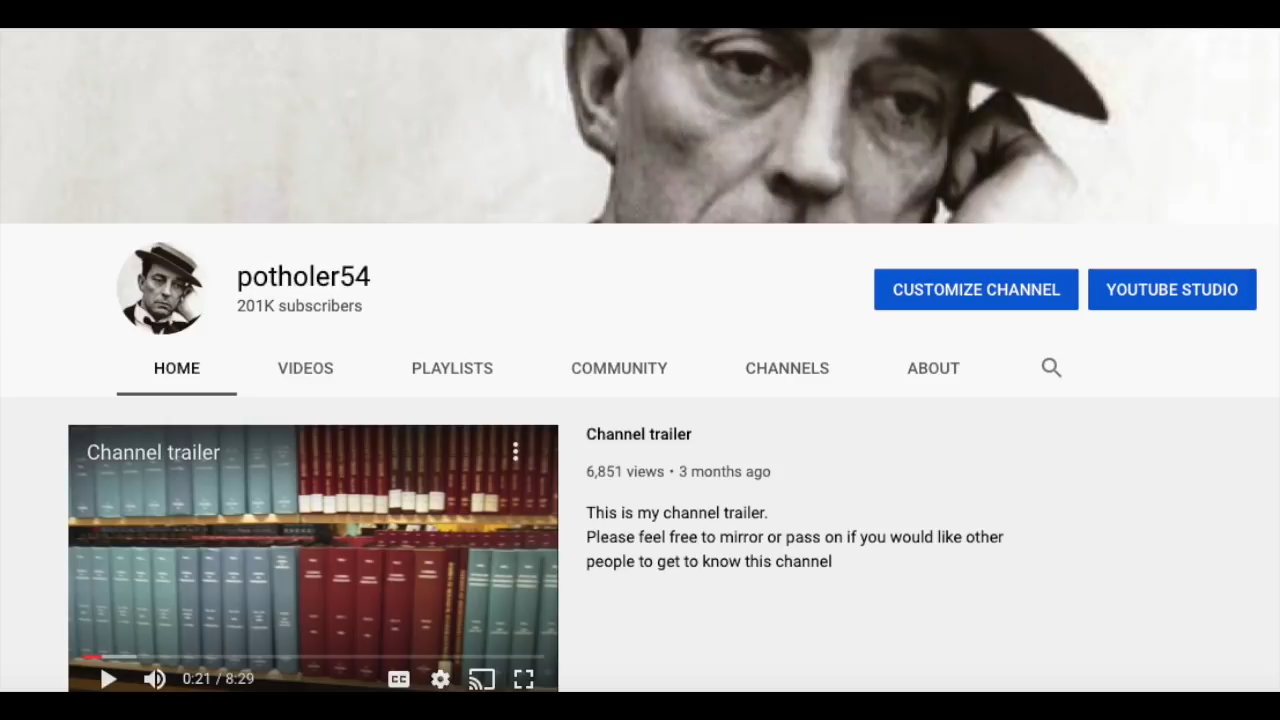 potholer54
201K subscribers
CUSTOMIZE CHANNEL
YOUTUBE STUDIO
HOME
VIDEOS
PLAYLISTS
COMMUNITY
CHANNELS
ABOUT
Channel trailer
CC
0:21 / 8:29
Channel trailer
6,851 views • 3 months ago
This is my channel trailer.
Please feel free to mirror or pass on if you would like other
people to get to know this channel